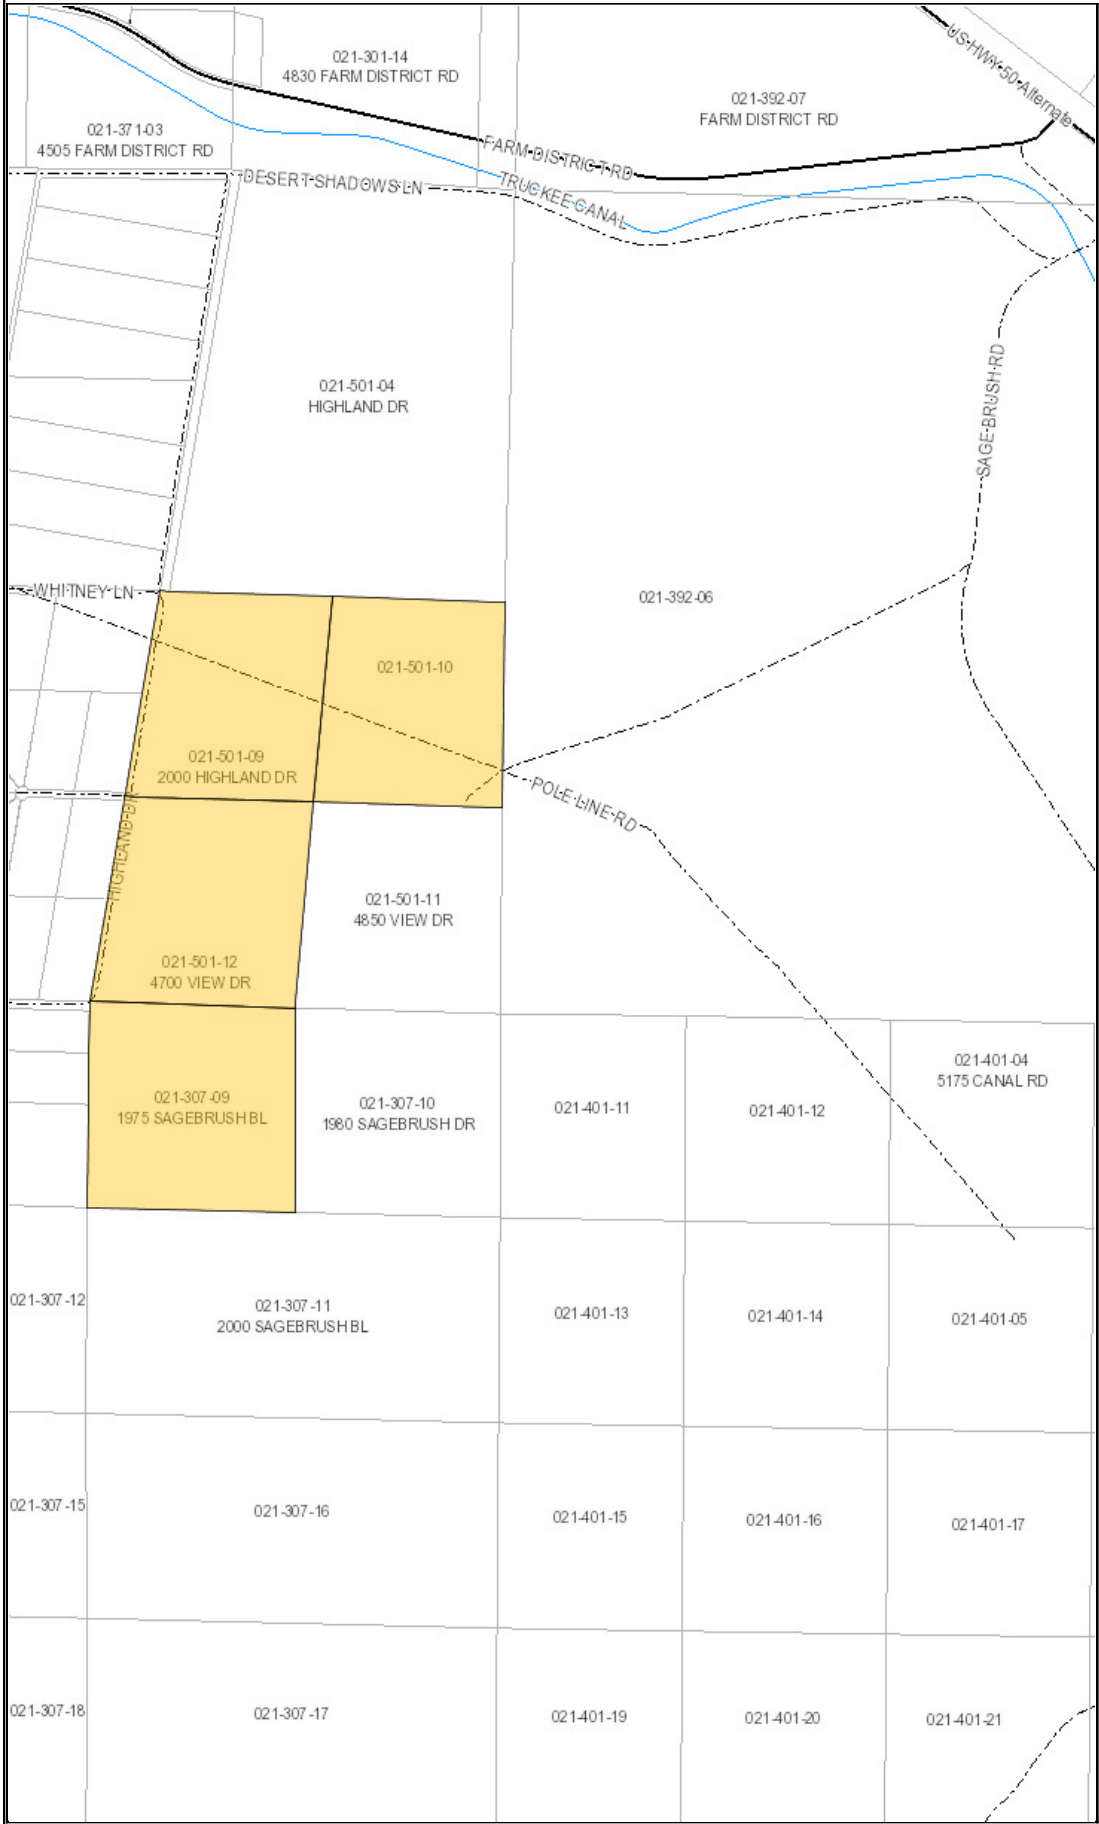 US HWY 50 Alternate
021-301-14
4830 FARM DISTRICT RD
021-392-07
FARM DISTRICT RD
021-371-03
4505 FARM DISTRICT RD
FARM DISTRICT RD
DESERT SHADOWS LN
TRUCKEE CANAL
SAGE BRUSH RD
021-501-04
HIGHLAND DR
WHITNEY LN
021-392-06
021-501-10
021-501-09
2000 HIGHLAND DR
POLE LINE RD
HIGHLAND DR
021-501-11
4850 VIEW DR
021-501-12
4700 VIEW DR
021-401-04
5175 CANAL RD
021-307-09
1975 SAGEBRUSH BL
021-307-10
1980 SAGEBRUSH DR
021-401-11
021-401-12
021-307-12
021-307-11
2000 SAGEBRUSH BL
021-401-13
021-401-14
021-401-05
021-307-15
021-307-16
021-401-15
021-401-16
021-401-17
021-307-18
021-307-17
021-401-19
021-401-20
021-401-21